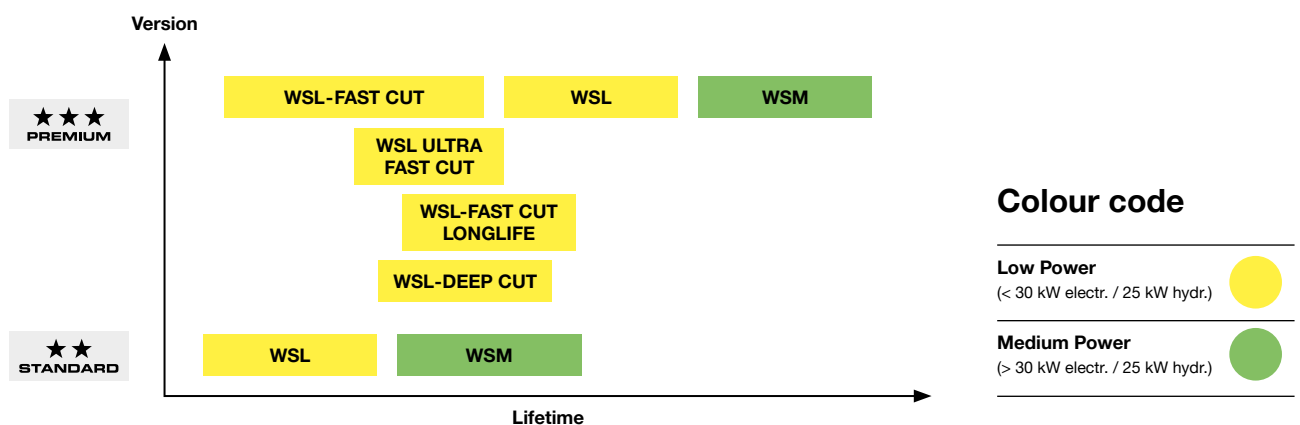 Version
★★★
PREMIUM
WSL-FAST CUT
WSL
WSM
WSL ULTRA
FAST CUT
WSL-FAST CUT
LONGLIFE
WSL-DEEP CUT
★★
STANDARD
WSL
WSM
Lifetime
Colour code
Low Power
(< 30 kW electr. / 25 kW hydr.)
Medium Power
(> 30 kW electr. / 25 kW hydr.)